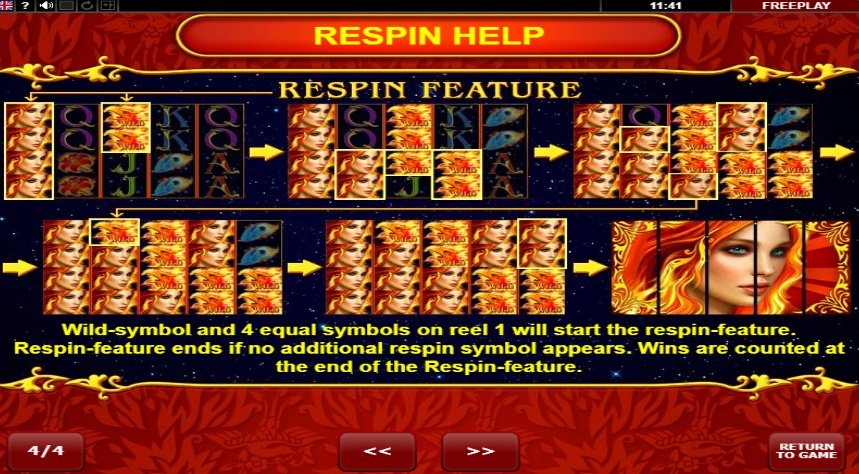 ?
11:41
FREEPLAY
RESPIN HELP
RESPIN FEATURE
Q WILD K Q
Q WILD K Q
J A
J A
Wild-symbol and 4 equal symbols on reel 1 will start the respin-feature.
Respin-feature ends if no additional respin symbol appears. Wins are counted at
the end of the Respin-feature.
4/4
<<
>>
RETURN
TO GAME